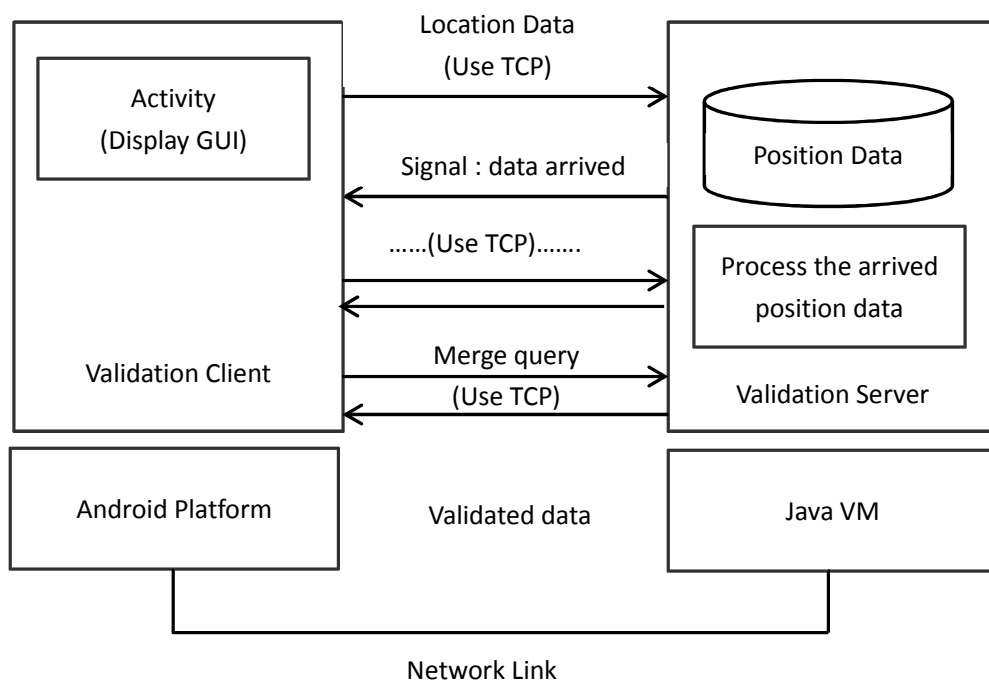 Location Data
(Use TCP)
Activity
(Display GUI)
Position Data
Signal : data arrived
......(Use TCP).......
Process the arrived
position data
Merge query
(Use TCP)
Validation Client
Validation Server
Android Platform
Validated data
Java VM
Network Link